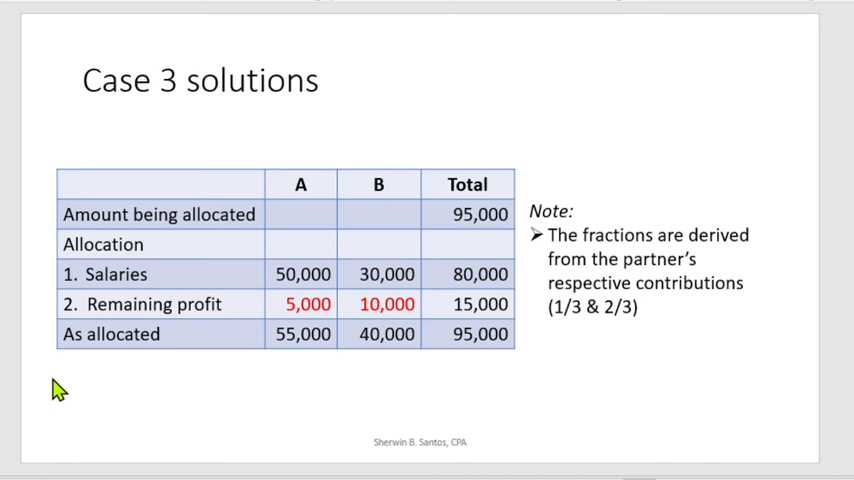 Case 3 solutions
A B Total
Amount being allocated 95,000
Allocation
1. Salaries 50,000 30,000 80,000
2. Remaining profit 5,000 10,000 15,000
As allocated 55,000 40,000 95,000
Note:
➢ The fractions are derived
from the partner’s
respective contributions
(1/3 & 2/3)
Sherwin B. Santos, CPA